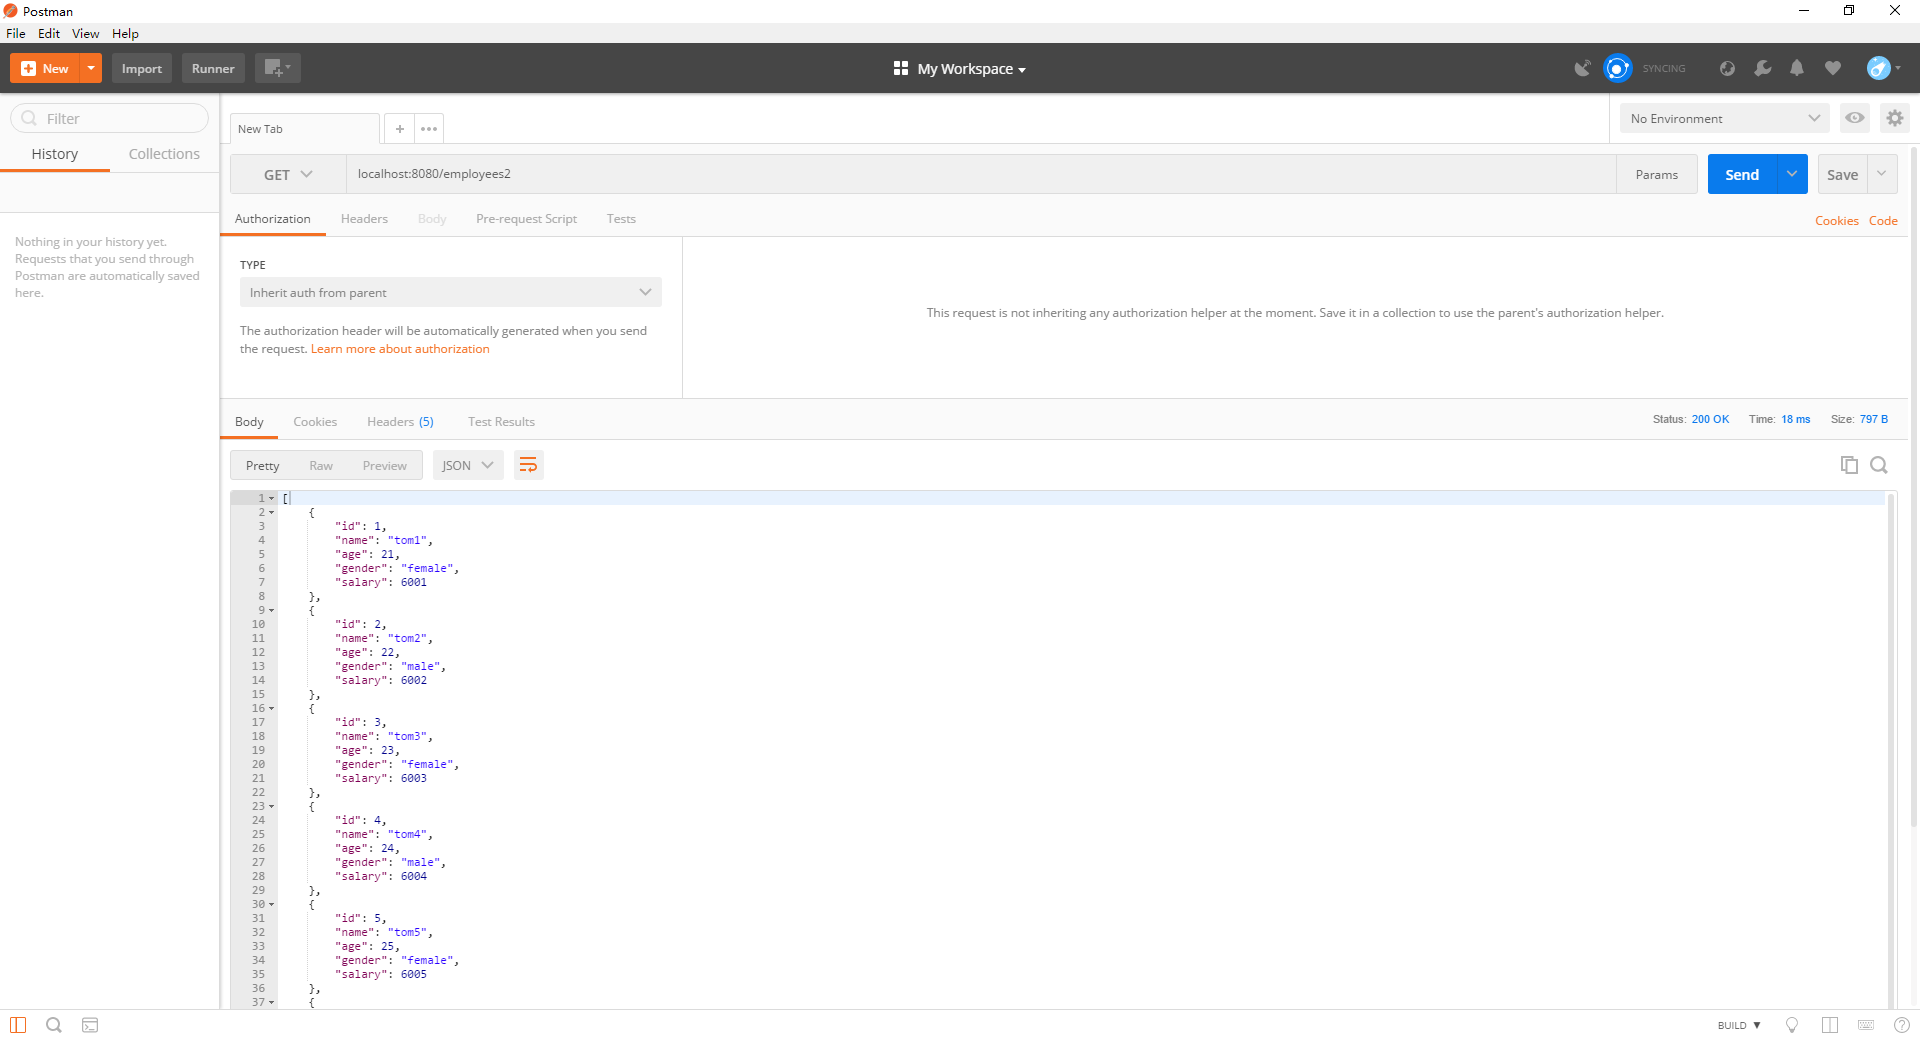 Postman
File Edit View Help
New Import Runner My Workspace SYNCING
Filter
History Collections
Nothing in your history yet.
Requests that you send through
Postman are automatically saved
here.
New Tab + •••
No Environment
GET localhost:8080/employees2 Params Send Save
Authorization Headers Body Pre-request Script Tests Cookies Code
TYPE
Inherit auth from parent
The authorization header will be automatically generated when you send
the request. Learn more about authorization
This request is not inheriting any authorization helper at the moment. Save it in a collection to use the parent's authorization helper.
Body Cookies Headers (5) Test Results Status: 200 OK Time: 18 ms Size: 797 B
Pretty Raw Preview JSON
1 [
2 {
3 "id": 1,
4 "name": "tom1",
5 "age": 21,
6 "gender": "female",
7 "salary": 6001
8 },
9 {
10 "id": 2,
11 "name": "tom2",
12 "age": 22,
13 "gender": "male",
14 "salary": 6002
15 },
16 {
17 "id": 3,
18 "name": "tom3",
19 "age": 23,
20 "gender": "female",
21 "salary": 6003
22 },
23 {
24 "id": 4,
25 "name": "tom4",
26 "age": 24,
27 "gender": "male",
28 "salary": 6004
29 },
30 {
31 "id": 5,
32 "name": "tom5",
33 "age": 25,
34 "gender": "female",
35 "salary": 6005
36 },
37 {
BUILD ▼